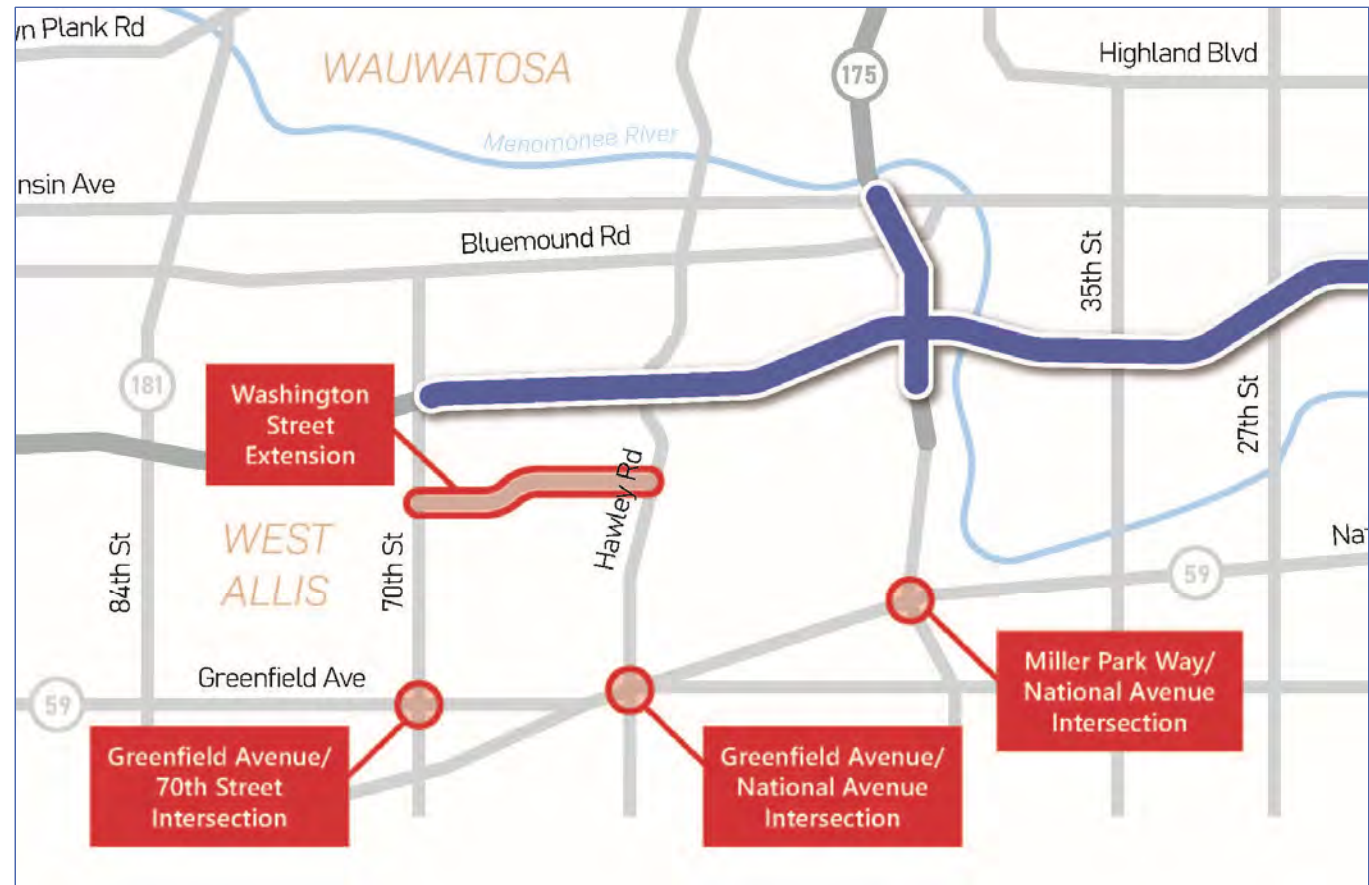 yn Plank Rd
WAUWATOSA
175
Highland Blvd
Menomonee River
nsin Ave
Bluemound Rd
35th St
181
Washington
Street
Extension
27th St
Hawley Rd
WEST
ALLIS
84th St
70th St
Nat
59
Greenfield Ave
59
Miller Park Way/
National Avenue
Intersection
Greenfield Avenue/
70th Street
Intersection
Greenfield Avenue/
National Avenue
Intersection